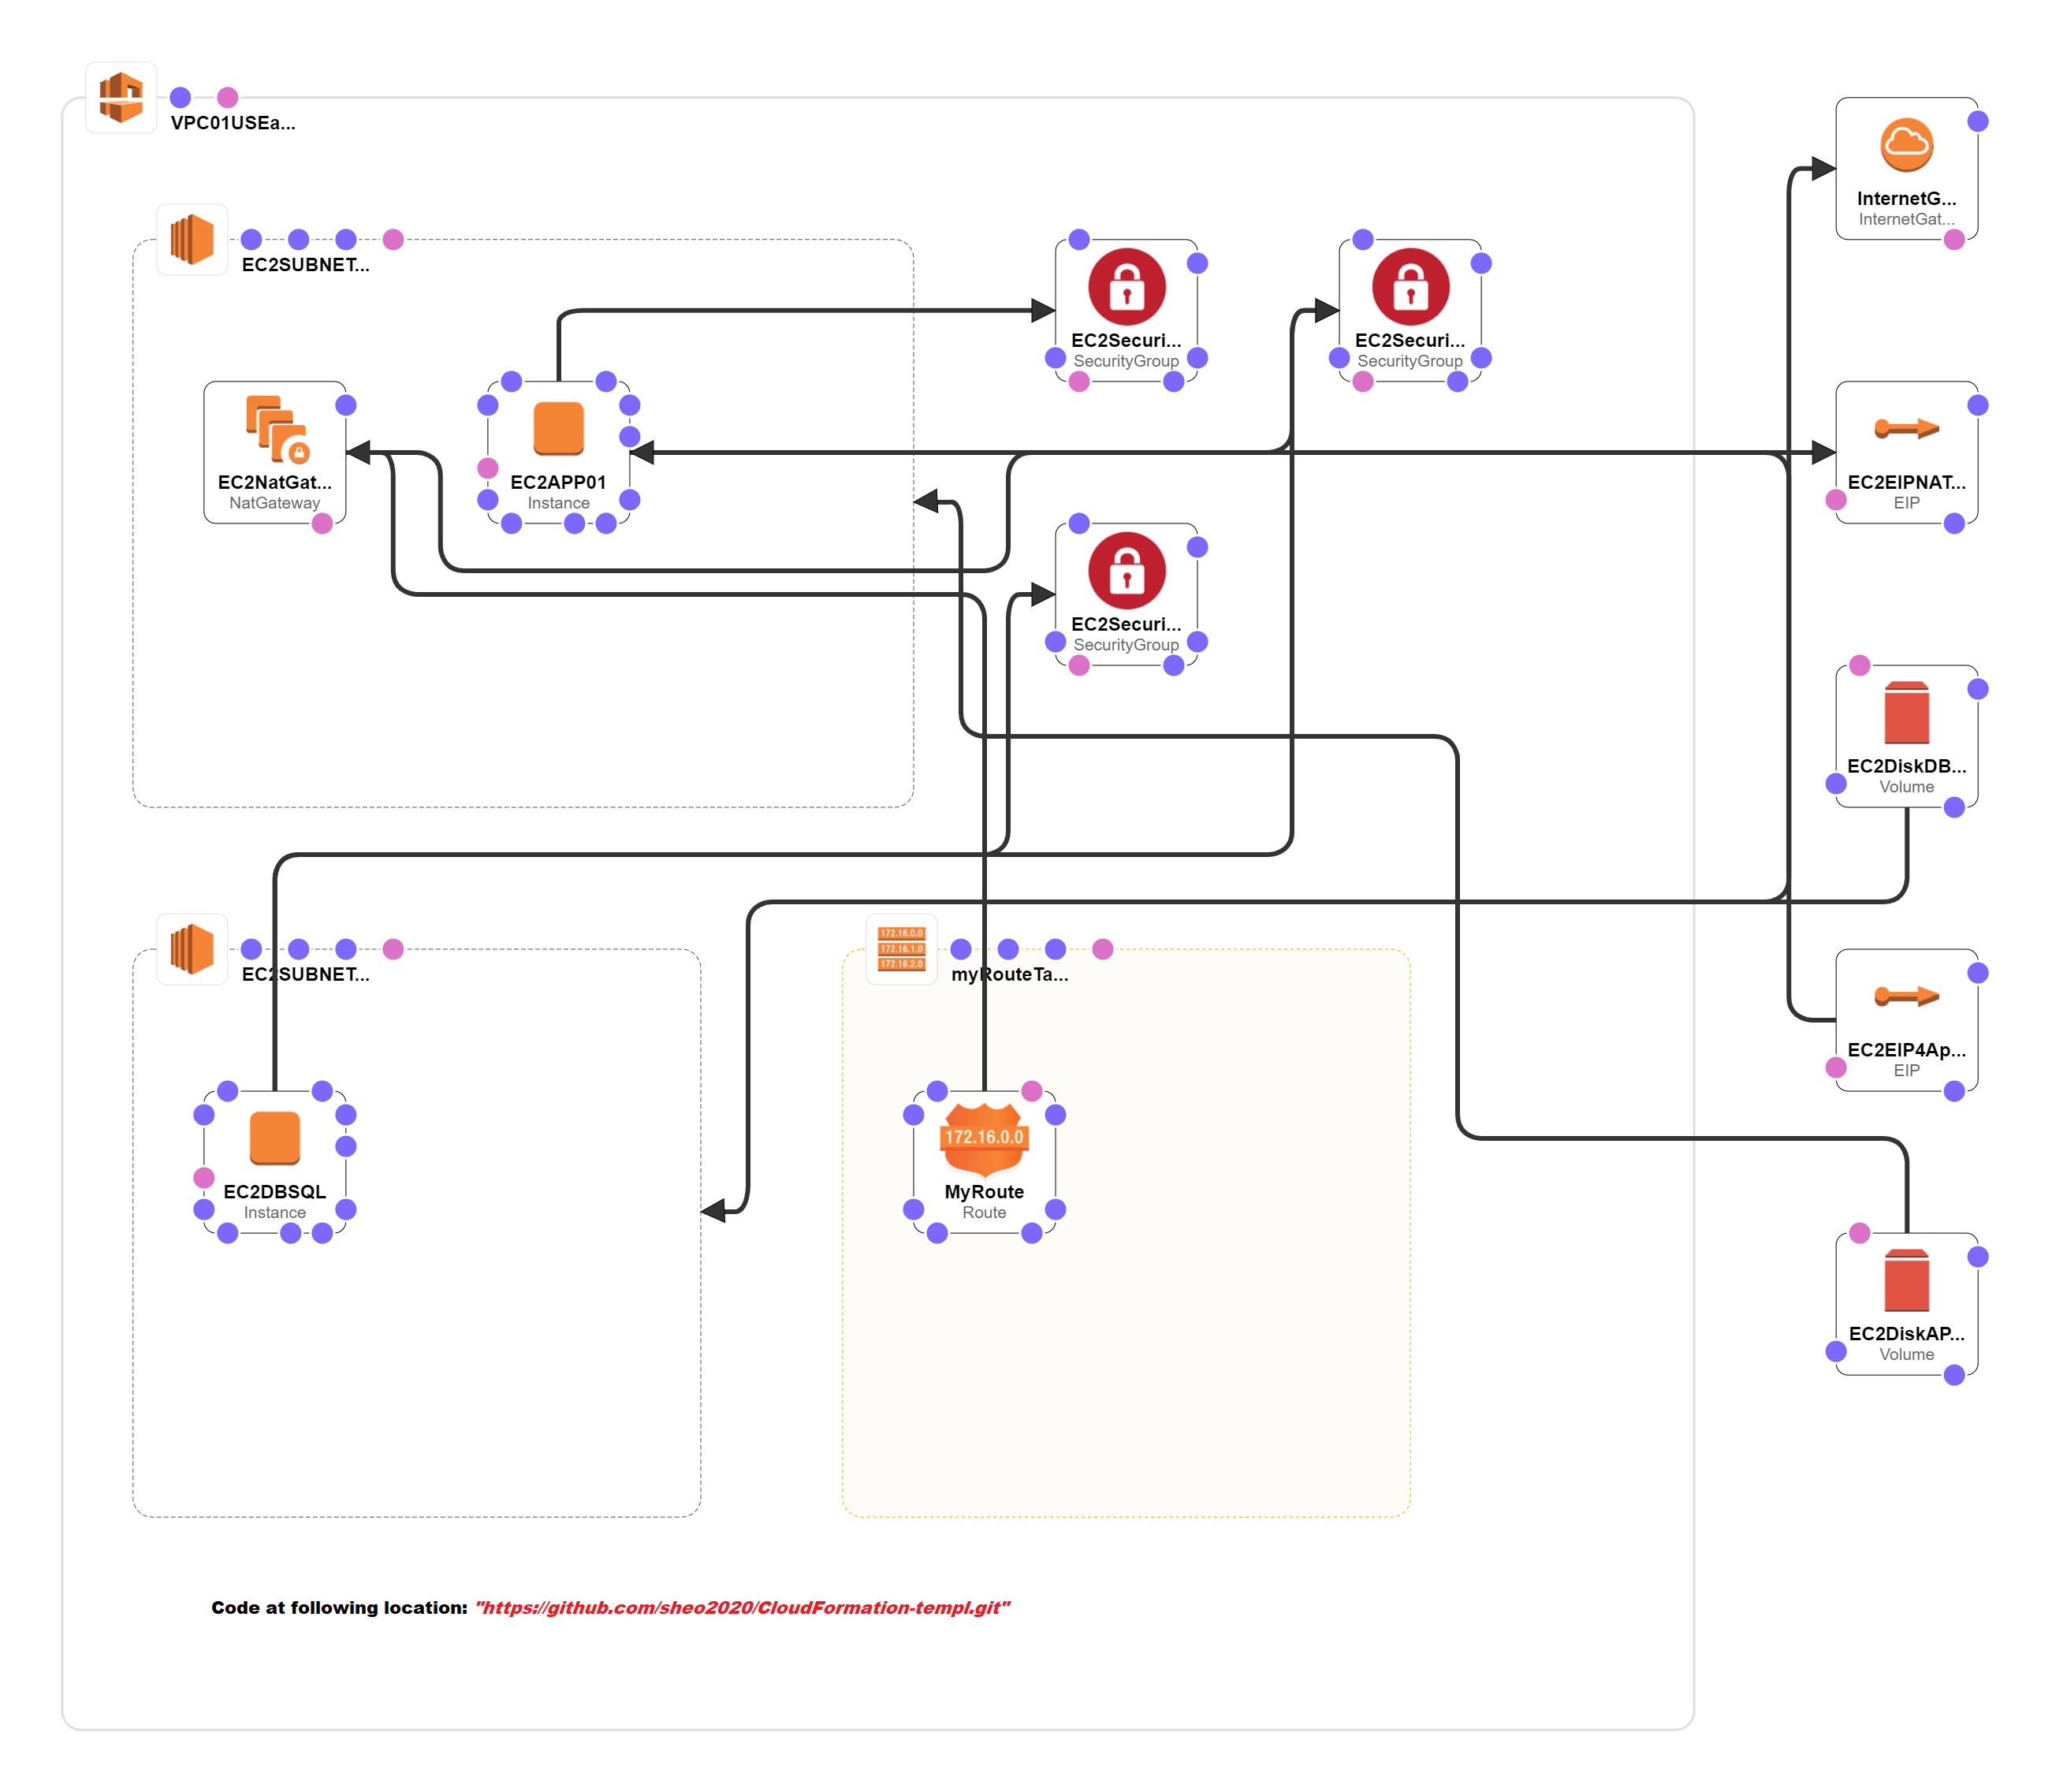 VPC01USEa...
InternetG...
InternetGat...
EC2SUBNET...
EC2Securi...
SecurityGroup
EC2Securi...
SecurityGroup
EC2NatGat...
NatGateway
EC2APP01
Instance
EC2EIPNAT...
EIP
EC2Securi...
SecurityGroup
EC2DiskDB...
Volume
EC2SUBNET...
172.16.0.0
172.16.1.0
172.16.2.0
myRouteTa...
EC2EIP4Ap...
EIP
EC2DBSQL
Instance
172.16.0.0
MyRoute
Route
EC2DiskAP...
Volume
Code at following location: "https://github.com/sheo2020/CloudFormation-templ.git"